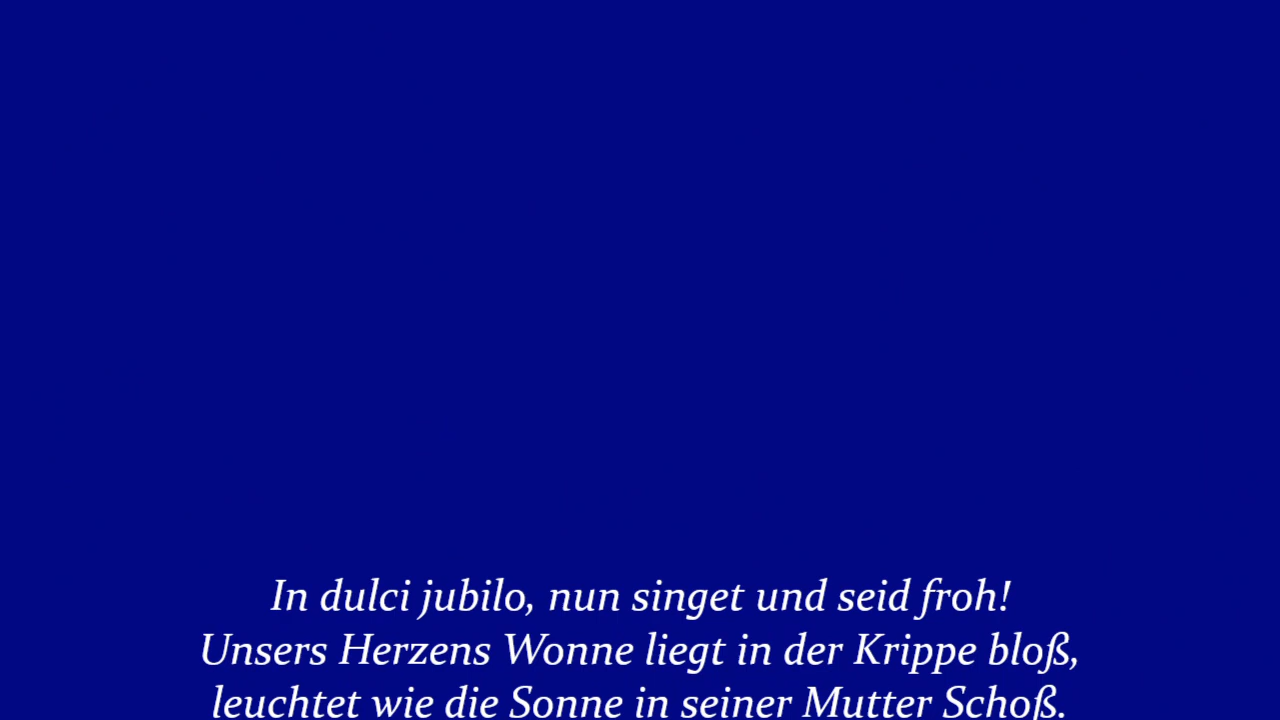 In dulci jubilo, nun singet und seid froh!
Unsers Herzens Wonne liegt in der Krippe bloß,
leuchtet wie die Sonne in seiner Mutter Schoß.